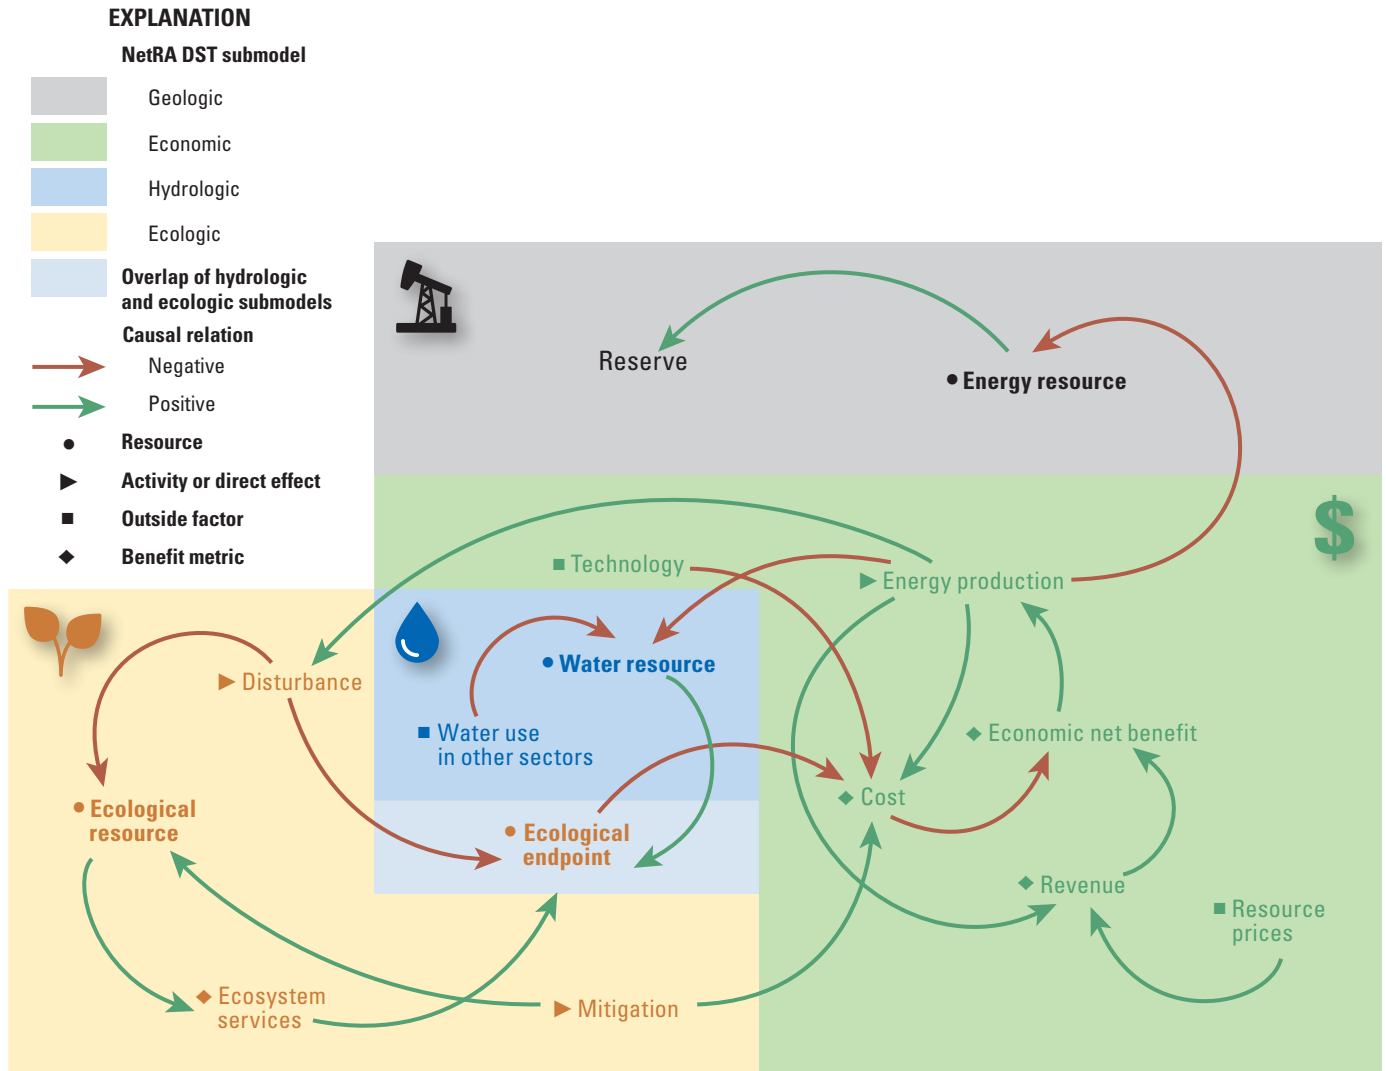 EXPLANATION
NetRA DST submodel
Geologic
Economic
Hydrologic
Ecologic
Overlap of hydrologic
and ecologic submodels
Causal relation
Negative
Positive
Resource
Activity or direct effect
Outside factor
Benefit metric
Reserve
Energy resource
$
Technology
Energy production
Water resource
Disturbance
Water use
in other sectors
Economic net benefit
Cost
Ecological
resource
Ecological
endpoint
Revenue
Resource
prices
Ecosystem
services
Mitigation